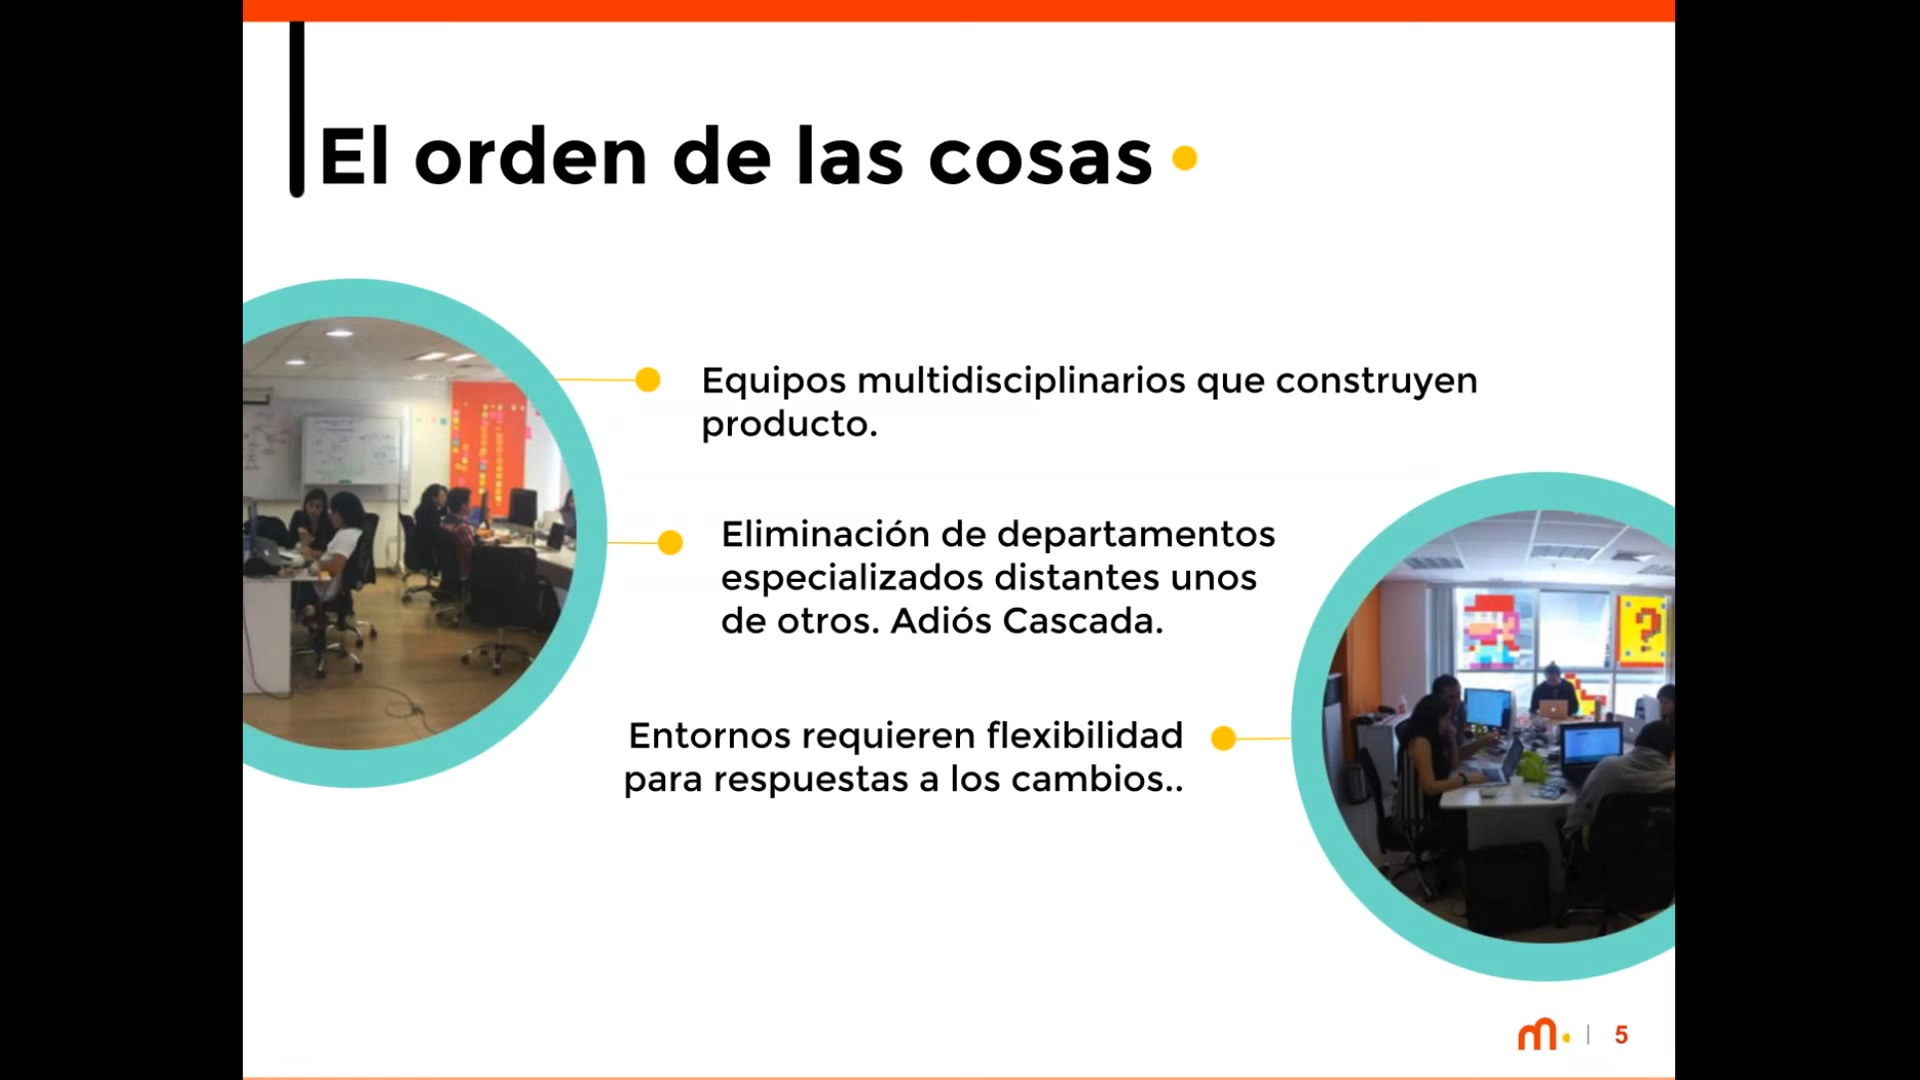 El orden de las cosas
Equipos multidisciplinarios que construyen
producto.
Eliminación de departamentos
especializados distantes unos
de otros. Adiós Cascada.
Entornos requieren flexibilidad
para respuestas a los cambios..
?
m. | 5